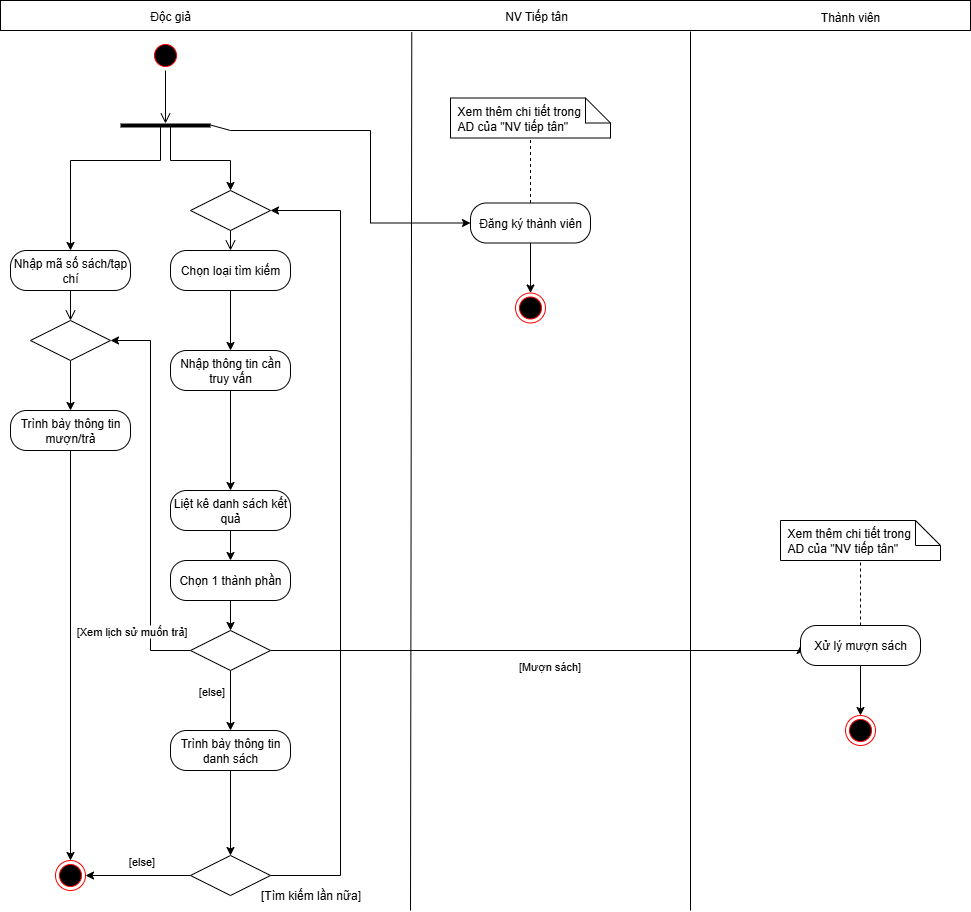 Độc giả
NV Tiếp tân
Thành viên
Xem thêm chi tiết trong
AD của "NV tiếp tân"
Đăng ký thành viên
Nhập mã số sách/tạp
chí
Chọn loại tìm kiếm
Nhập thông tin cần
truy vấn
Trình bảy thông tin
mượn/trả
Liệt kê danh sách kết
quả
Xem thêm chi tiết trong
AD của "NV tiếp tân"
Chọn 1 thành phần
[Xem lịch sử muốn trả]
Xử lý mượn sách
[Mượn sách]
[else]
Trình bảy thông tin
danh sách
[else]
[Tìm kiếm lần nữa]